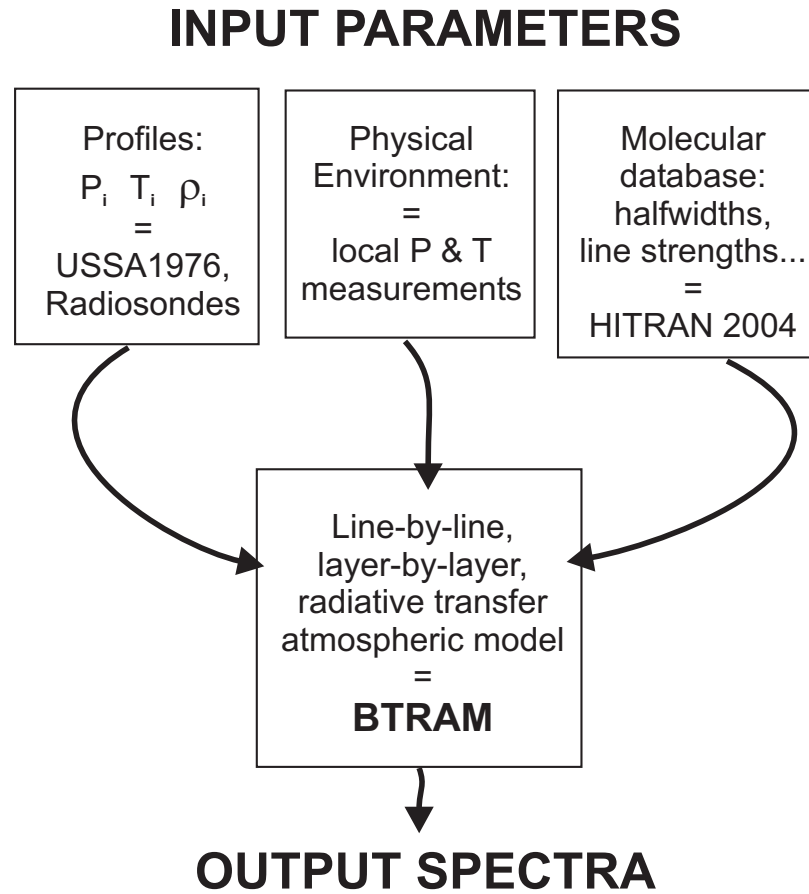 INPUT PARAMETERS
Profiles:
Pᵢ Tᵢ ρᵢ
=
USSA1976,
Radiosondes
Physical
Environment:
=
local P & T
measurements
Molecular
database:
halfwidths,
line strengths...
=
HITRAN 2004
Line-by-line,
layer-by-layer,
radiative transfer
atmospheric model
=
BTRAM
OUTPUT SPECTRA